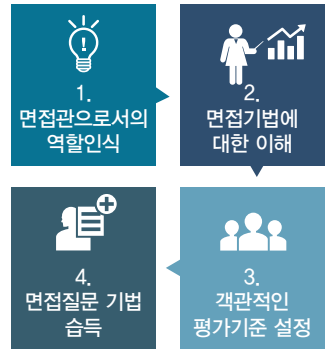 1.
면접관으로서의
역할인식
2.
면접기법에
대한 이해
3.
객관적인
평가기준 설정
4.
면접질문 기법
습득